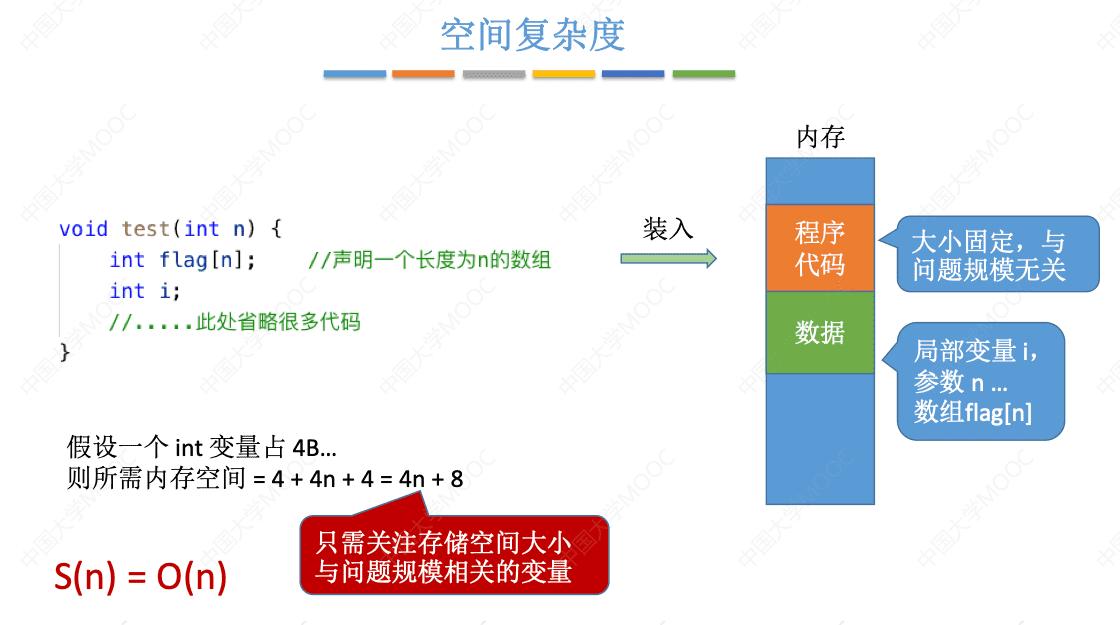 空间复杂度
void test(int n) {
int flag[n]; //声明一个长度为n的数组
int i;
//.....此处省略很多代码
}
装入
内存
程序
代码
数据
大小固定，与
问题规模无关
局部变量 i，
参数 n ...
数组flag[n]
假设一个 int 变量占 4B...
则所需内存空间 = 4 + 4n + 4 = 4n + 8
只需关注存储空间大小
与问题规模相关的变量
S(n) = O(n)
中国大学MOOC